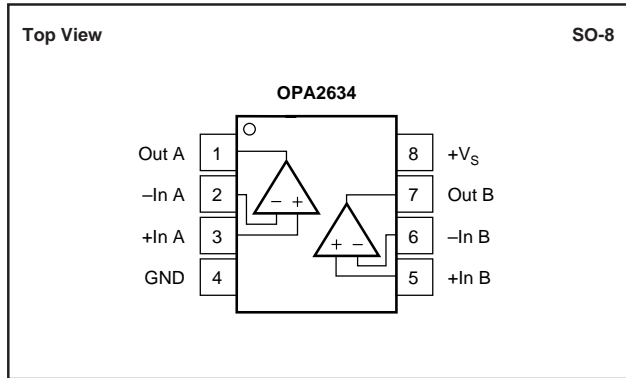 Top View SO-8
OPA2634
Out A 1 8 +VS
–In A 2 7 Out B
+In A 3 6 –In B
GND 4 5 +In B
– +
+ –